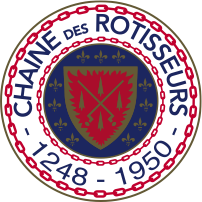 CHAINE DES ROTISSEURS
- 1248 - 1950 -